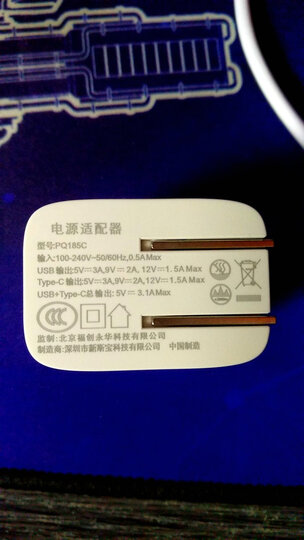 电源适配器
型号:PQ185C
输入:100-240V~50/60Hz,0.5A Max
USB 输出:5V⎓3A,9V⎓2A, 12V⎓1.5A Max
Type-C 输出:5V⎓3A,9V⎓2A,12V⎓1.5A Max
USB+Type-C总输出:5V⎓3.1A Max
CCC
监制:北京福创永华科技有限公司
制造商:深圳市新斯宝科技有限公司 中国制造